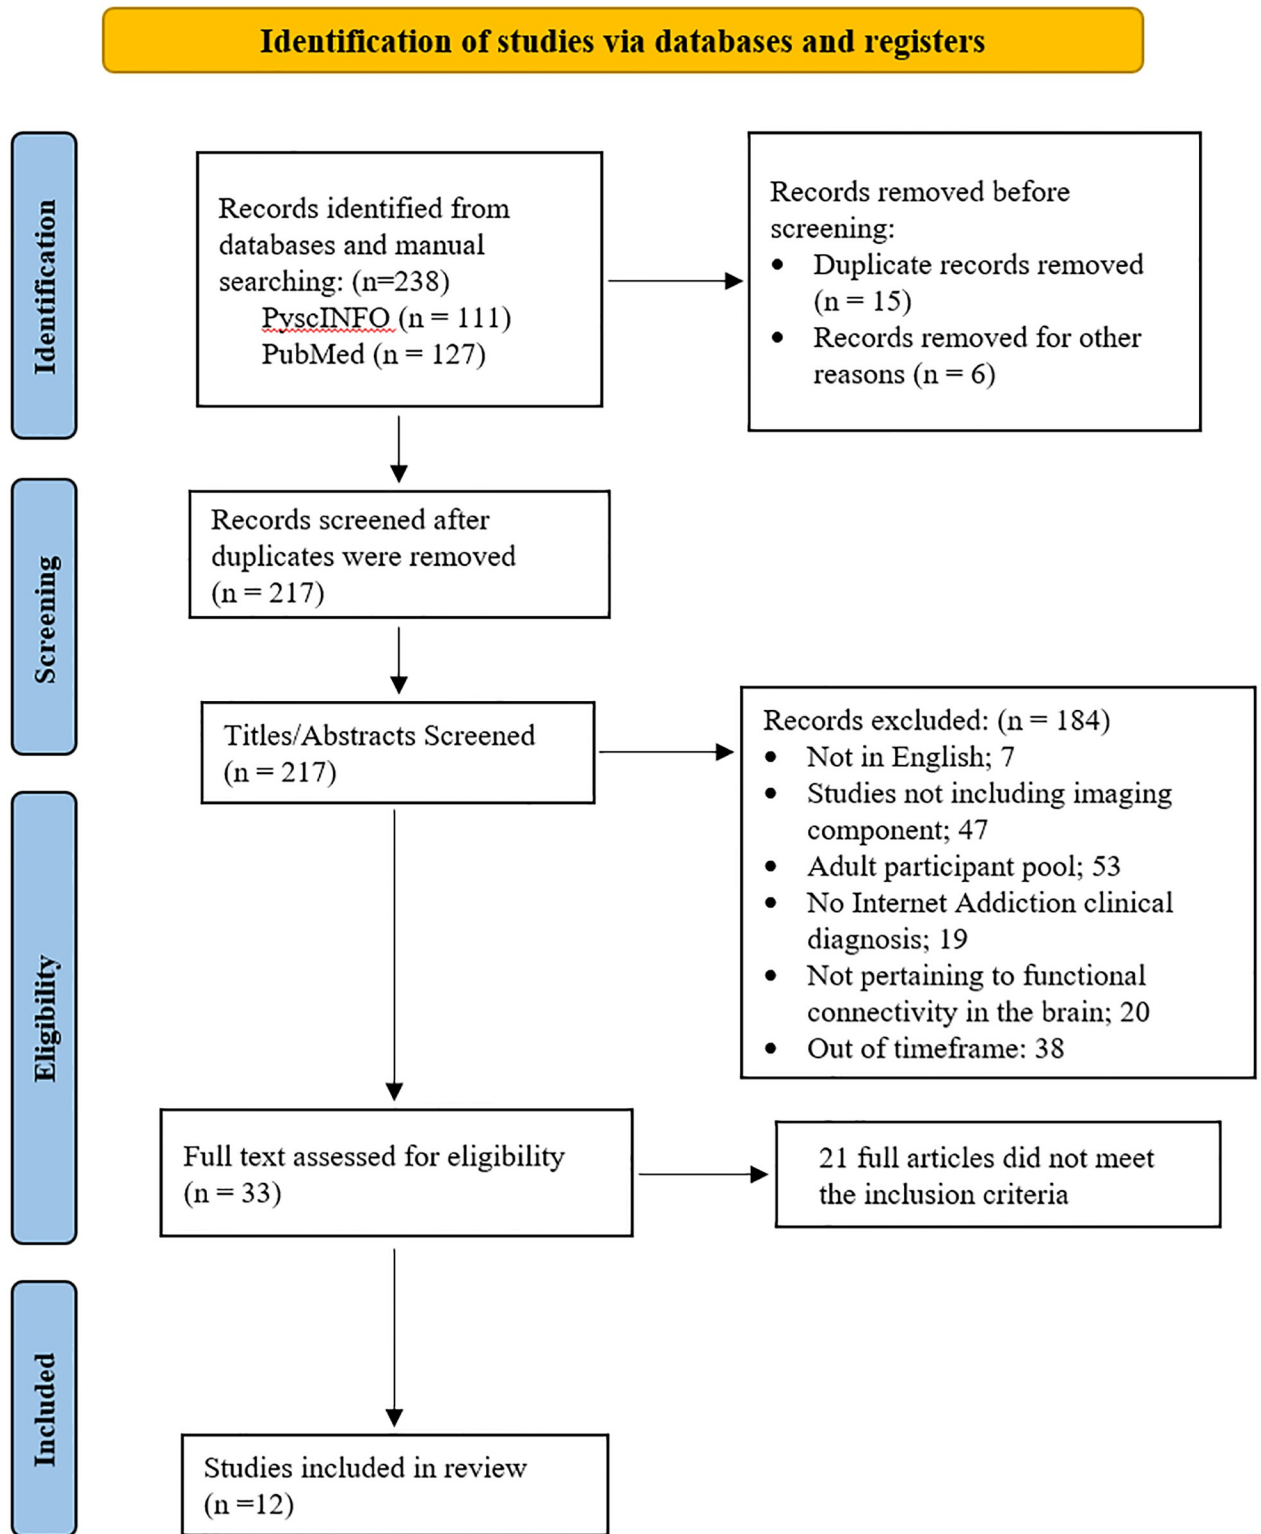 Identification of studies via databases and registers
Identification
Records identified from
databases and manual
searching: (n=238)
PyscINFO (n = 111)
PubMed (n = 127)
Records removed before
screening:
• Duplicate records removed
(n = 15)
• Records removed for other
reasons (n = 6)
Screening
Records screened after
duplicates were removed
(n = 217)
Titles/Abstracts Screened
(n = 217)
Records excluded: (n = 184)
• Not in English; 7
• Studies not including imaging
component; 47
• Adult participant pool; 53
• No Internet Addiction clinical
diagnosis; 19
• Not pertaining to functional
connectivity in the brain; 20
• Out of timeframe: 38
Eligibility
Full text assessed for eligibility
(n = 33)
21 full articles did not meet
the inclusion criteria
Included
Studies included in review
(n =12)